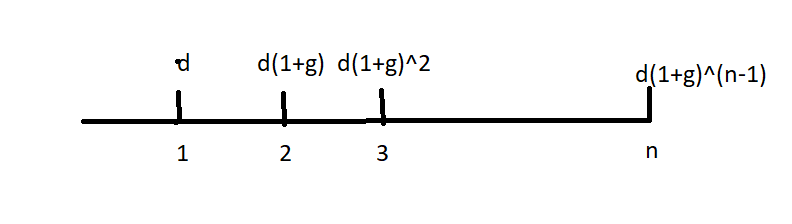 d d(1+g) d(1+g)^2 d(1+g)^(n-1)
1 2 3 n